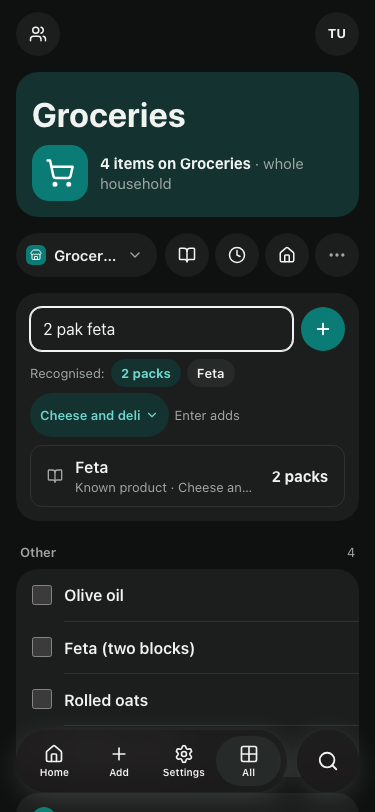 TU
Groceries
4 items on Groceries · whole
household
Grocer...
2 pak feta
Recognised: 2 packs Feta
Cheese and deli Enter adds
Feta
Known product · Cheese an...
2 packs
Other 4
Olive oil
Feta (two blocks)
Rolled oats
Home Add Settings All